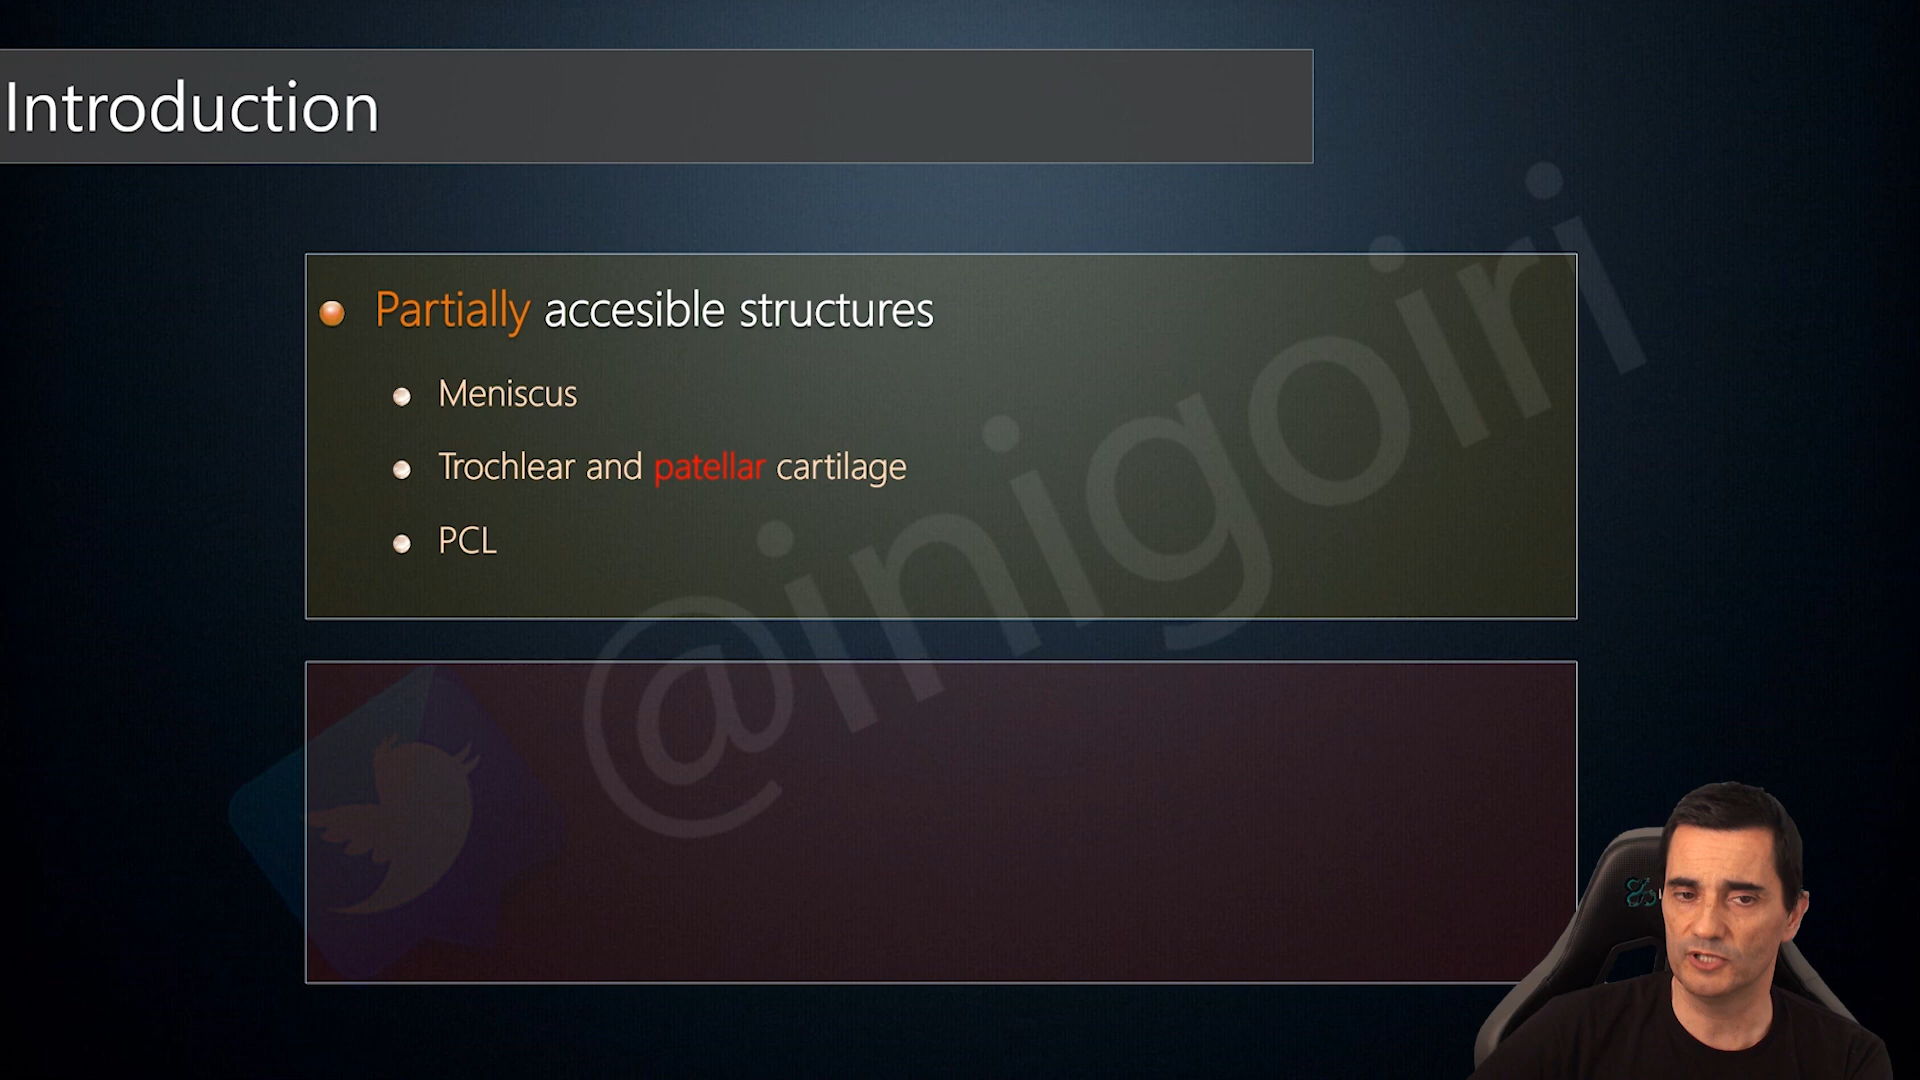 Introduction
Partially accesible structures
Meniscus
Trochlear and patellar cartilage
PCL
@inigoiri